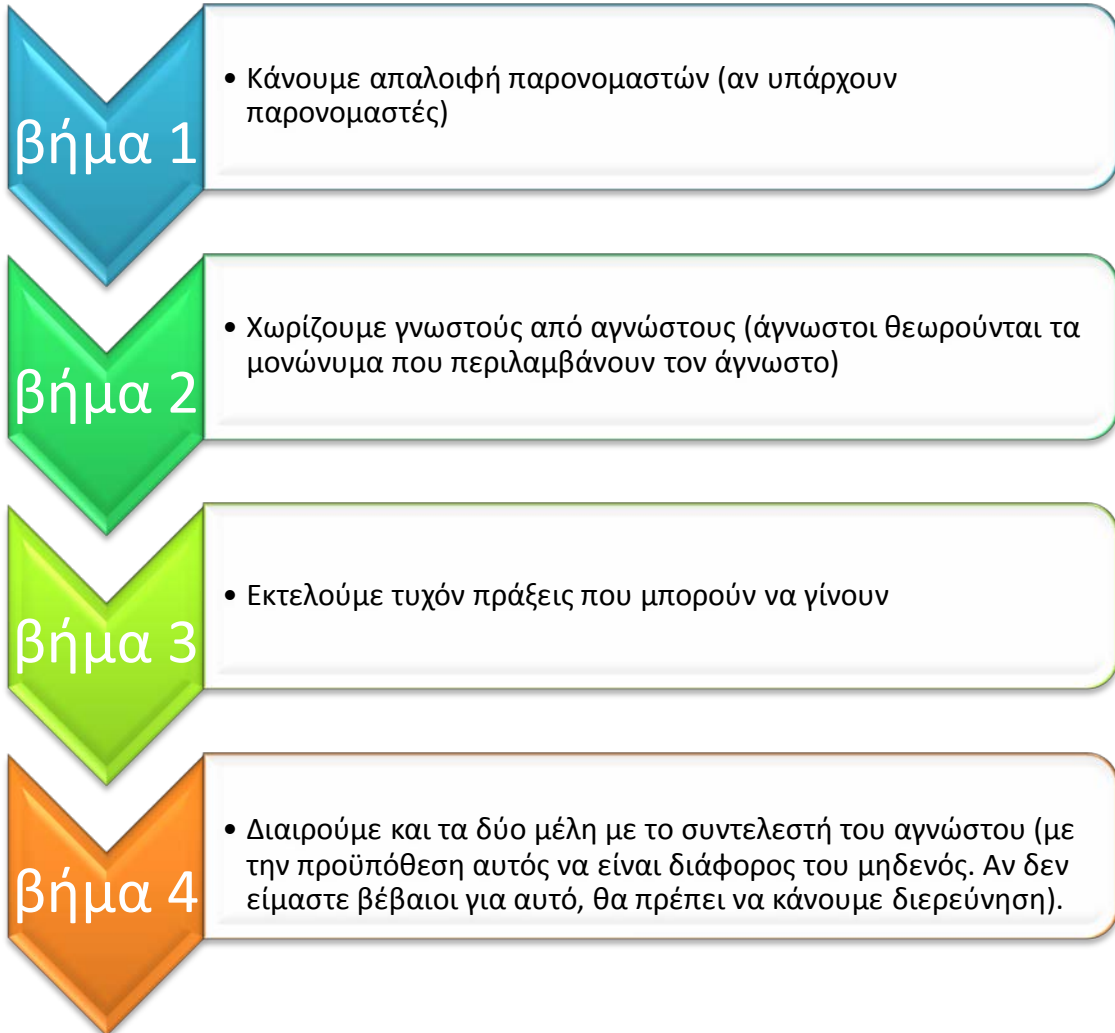 βήμα 1
• Κάνουμε απαλοιφή παρονομαστών (αν υπάρχουν
παρονομαστές)
βήμα 2
• Χωρίζουμε γνωστούς από αγνώστους (άγνωστοι θεωρούνται τα
μονώνυμα που περιλαμβάνουν τον άγνωστο)
βήμα 3
• Εκτελούμε τυχόν πράξεις που μπορούν να γίνουν
βήμα 4
• Διαιρούμε και τα δύο μέλη με το συντελεστή του αγνώστου (με
την προϋπόθεση αυτός να είναι διάφορος του μηδενός. Αν δεν
είμαστε βέβαιοι για αυτό, θα πρέπει να κάνουμε διερεύνηση).